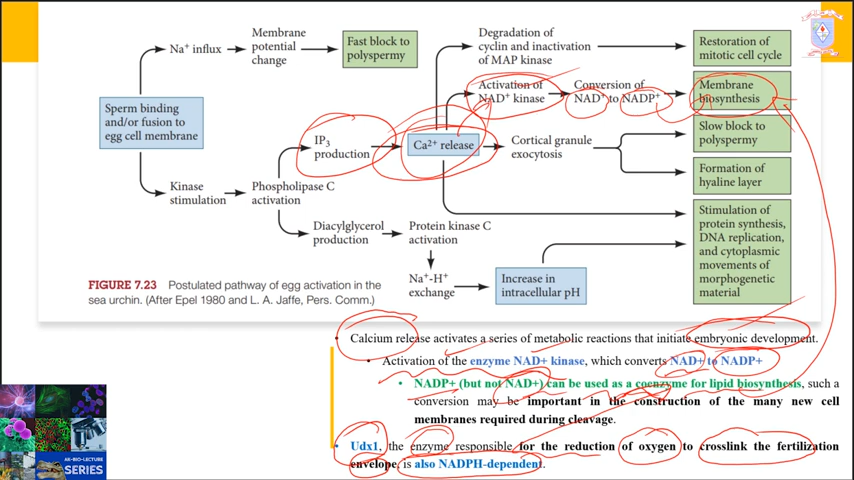 Na⁺ influx
Membrane
potential
change
Fast block to
polyspermy
Sperm binding
and/or fusion to
egg cell membrane
Kinase
stimulation
Phospholipase C
activation
IP₃
production
Diacylglycerol
production
Ca²⁺ release
Protein kinase C
activation
Na⁺-H⁺
exchange
Increase in
intracellular pH
Degradation of
cyclin and inactivation
of MAP kinase
Restoration of
mitotic cell cycle
Activation of
NAD⁺ kinase
Conversion of
NAD⁺ to NADP⁺
Membrane
biosynthesis
Cortical granule
exocytosis
Slow block to
polyspermy
Formation of
hyaline layer
Stimulation of
protein synthesis,
DNA replication,
and cytoplasmic
movements of
morphogenetic
material
FIGURE 7.23 Postulated pathway of egg activation in the
sea urchin. (After Epel 1980 and L. A. Jaffe, Pers. Comm.)
• Calcium release activates a series of metabolic reactions that initiate embryonic development.
• Activation of the enzyme NAD+ kinase, which converts NAD+ to NADP+
• NADP+ (but not NAD+) can be used as a coenzyme for lipid biosynthesis, such a
conversion may be important in the construction of the many new cell
membranes required during cleavage.
• Udx1, the enzyme responsible for the reduction of oxygen to crosslink the fertilization
envelope, is also NADPH-dependent.
AK-BIO-LECTURE
SERIES